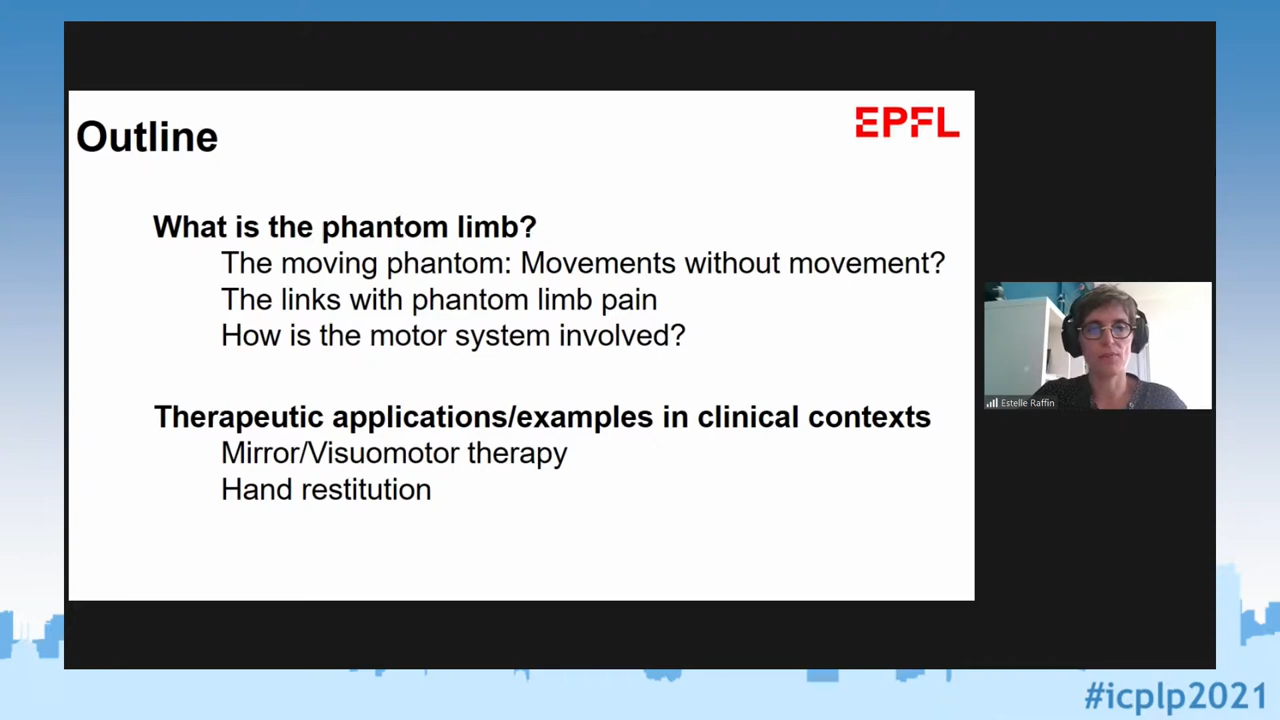 Outline
EPFL
What is the phantom limb?
The moving phantom: Movements without movement?
The links with phantom limb pain
How is the motor system involved?
Therapeutic applications/examples in clinical contexts
Mirror/Visuomotor therapy
Hand restitution
Estelle Raffin
#icplp2021